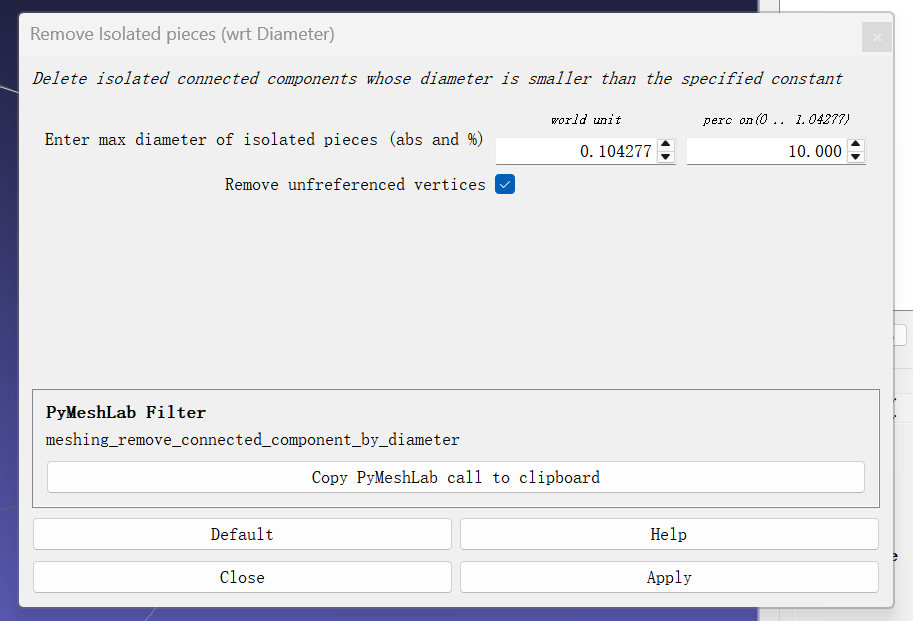 Remove Isolated pieces (wrt Diameter)
Delete isolated connected components whose diameter is smaller than the specified constant
world unit perc on(0 .. 1.04277)
Enter max diameter of isolated pieces (abs and %) 0.104277 10.000
Remove unfreferenced vertices
PyMeshLab Filter
meshing_remove_connected_component_by_diameter
Copy PyMeshLab call to clipboard
Default Help
Close Apply